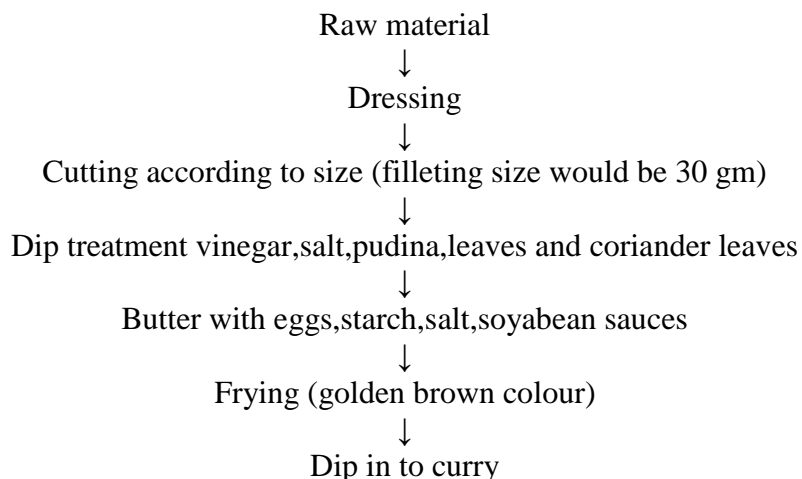 Raw material
↓
Dressing
↓
Cutting according to size (filleting size would be 30 gm)
↓
Dip treatment vinegar,salt,pudina,leaves and coriander leaves
↓
Butter with eggs,starch,salt,soyabean sauces
↓
Frying (golden brown colour)
↓
Dip in to curry